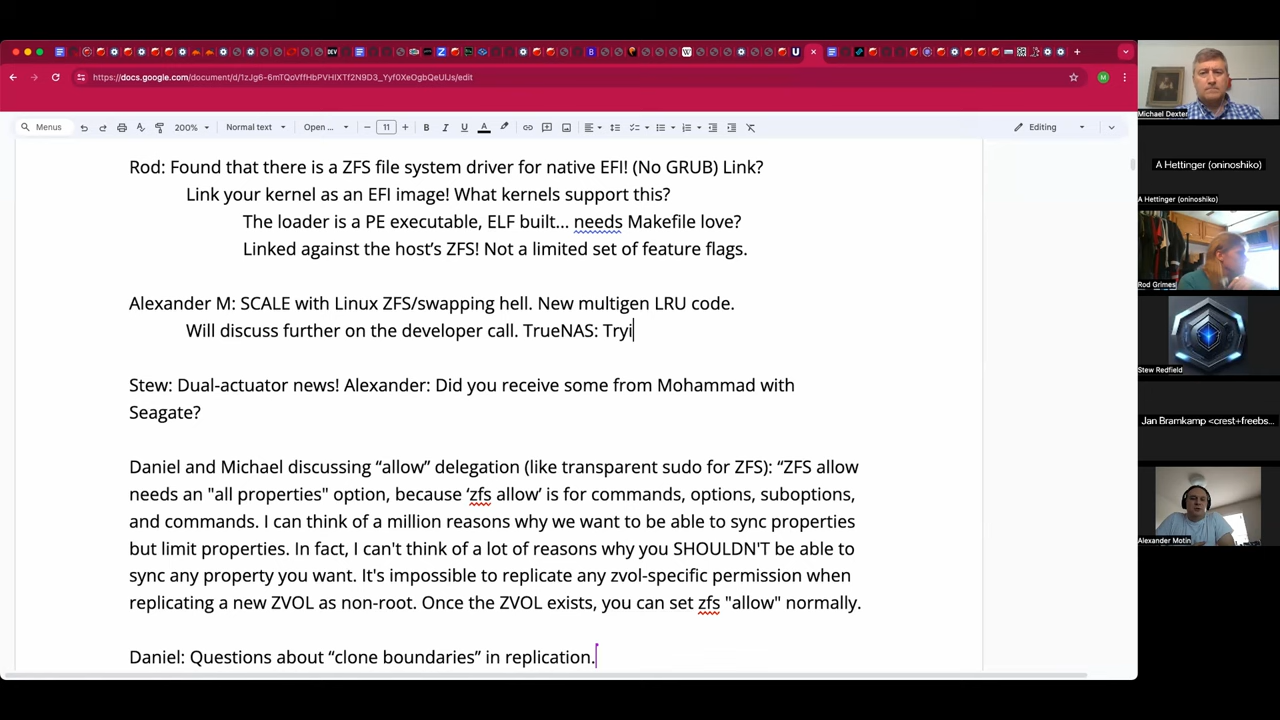 https://docs.google.com/document/d/1zJg6-6mTQoVffHbPVHIXTf2N9D3_Yyf0XeOgbQeUIJs/edit
Menus
200%
Normal text
Open ...
11
Editing
Rod: Found that there is a ZFS file system driver for native EFI! (No GRUB) Link?
Link your kernel as an EFI image! What kernels support this?
The loader is a PE executable, ELF built... needs Makefile love?
Linked against the host’s ZFS! Not a limited set of feature flags.
Alexander M: SCALE with Linux ZFS/swapping hell. New multigen LRU code.
Will discuss further on the developer call. TrueNAS: Tryi
Stew: Dual-actuator news! Alexander: Did you receive some from Mohammad with
Seagate?
Daniel and Michael discussing “allow” delegation (like transparent sudo for ZFS): “ZFS allow
needs an "all properties" option, because ‘zfs allow’ is for commands, options, suboptions,
and commands. I can think of a million reasons why we want to be able to sync properties
but limit properties. In fact, I can't think of a lot of reasons why you SHOULDN'T be able to
sync any property you want. It's impossible to replicate any zvol-specific permission when
replicating a new ZVOL as non-root. Once the ZVOL exists, you can set zfs "allow" normally.
Daniel: Questions about “clone boundaries” in replication.
Michael Dexter
A Hettinger (oninoshiko)
A Hettinger (oninoshiko)
Rod Grimes
Stew Redfield
Jan Bramkamp <crest+freebs...
Alexander Motin